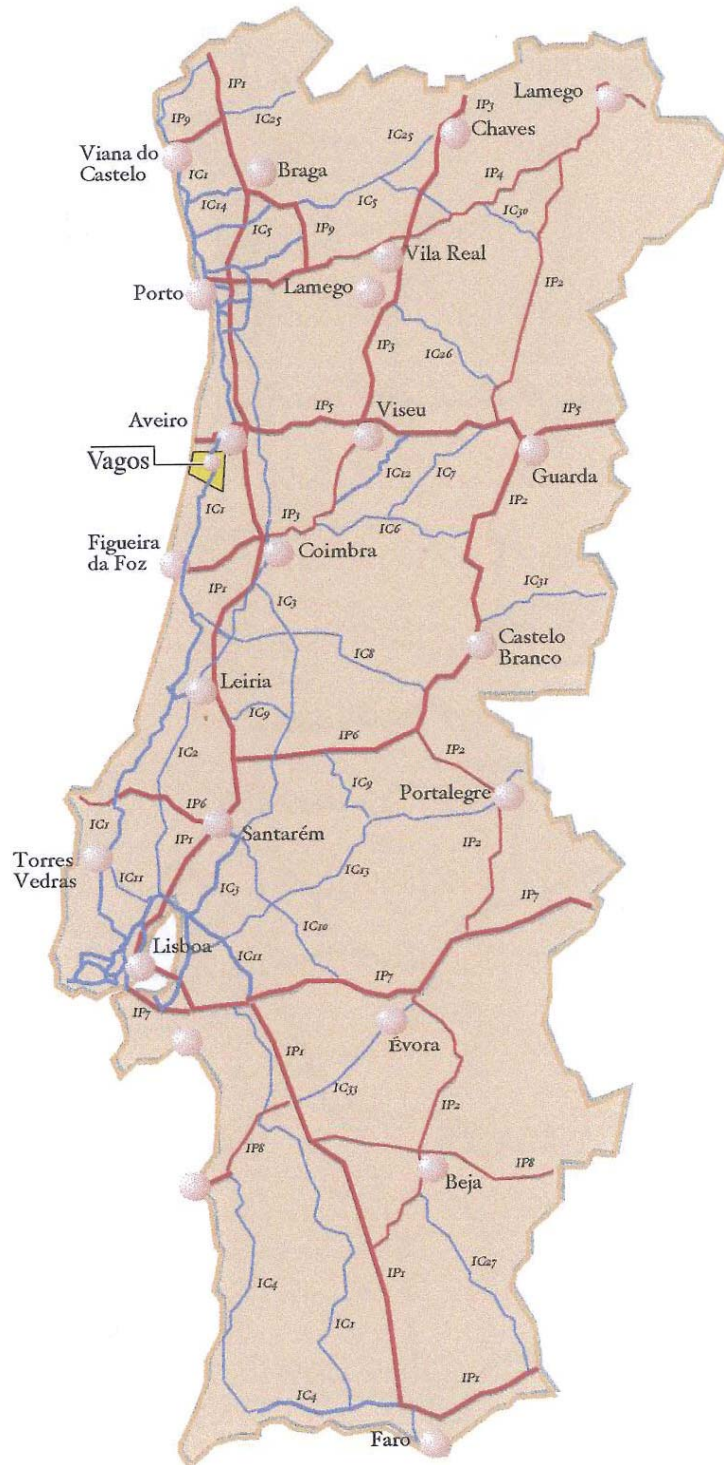 IP1
IP3
Lamego
IP9
IC25
IC25
Chaves
Viana do
Castelo
IC1
Braga
IP4
IC14
IC5
IC5
IP9
IC30
Vila Real
IP2
Porto
Lamego
IP3
IC26
Aveiro
IP5
Viseu
IP5
Vagos
IC12
IC7
Guarda
IC1
IP3
IP2
IC6
Figueira
da Foz
Coimbra
IP1
IC3
IC31
Castelo
Branco
IC8
Leiria
IC9
IC2
IP6
IP2
IC9
Portalegre
IP6
IC1
IP1
Santarém
IP2
Torres
Vedras
IC11
IC3
IC13
IP7
IC10
Lisboa
IC11
IP7
IP7
IP1
Évora
IC33
IP2
IP8
IP8
Beja
IC4
IP1
IC27
IC1
IP1
IC4
Faro